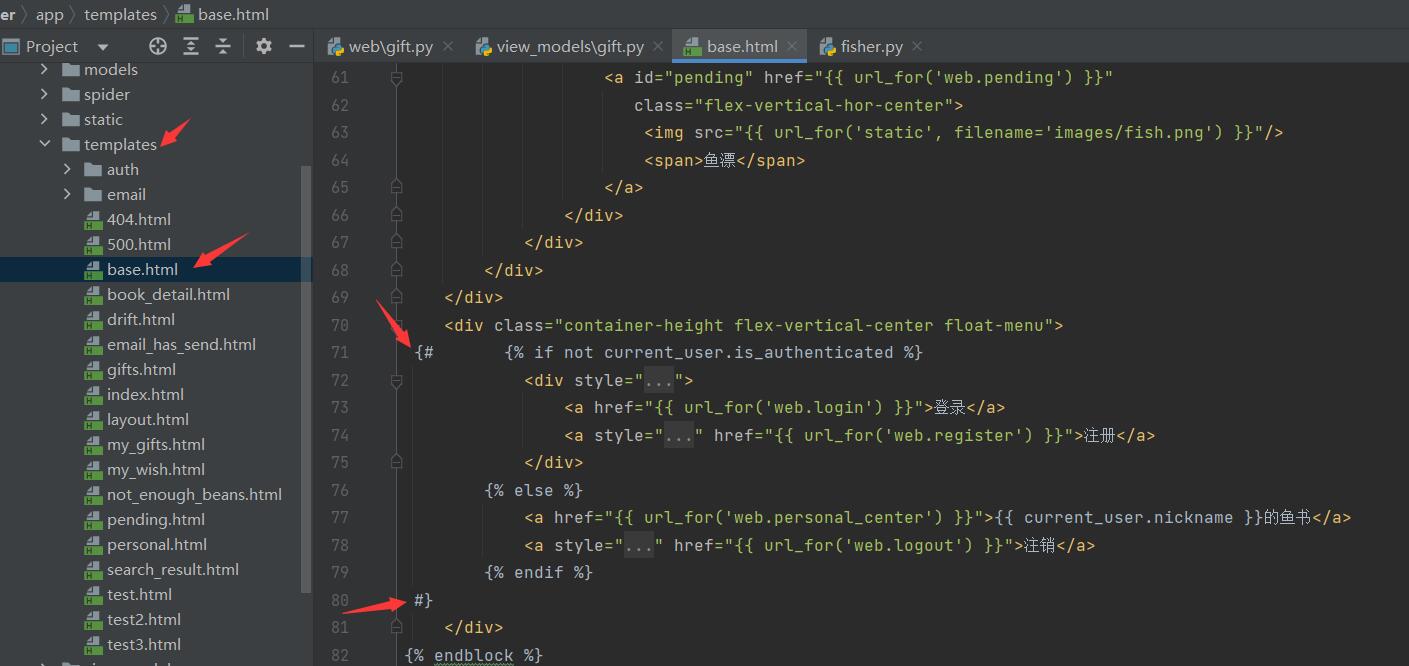 er app templates base.html
Project
web\gift.py view_models\gift.py base.html fisher.py
models
spider
static
templates
auth
email
404.html
500.html
base.html
book_detail.html
drift.html
email_has_send.html
gifts.html
index.html
layout.html
my_gifts.html
my_wish.html
not_enough_beans.html
pending.html
personal.html
search_result.html
test.html
test2.html
test3.html
61 <a id="pending" href="{{ url_for('web.pending') }}"
62 class="flex-vertical-hor-center">
63 <img src="{{ url_for('static', filename='images/fish.png') }}"/>
64 <span>鱼漂</span>
65 </a>
66 </div>
67 </div>
68 </div>
69 </div>
70 <div class="container-height flex-vertical-center float-menu">
71 {# {% if not current_user.is_authenticated %}
72 <div style="...">
73 <a href="{{ url_for('web.login') }}">登录</a>
74 <a style="..." href="{{ url_for('web.register') }}">注册</a>
75 </div>
76 {% else %}
77 <a href="{{ url_for('web.personal_center') }}">{{ current_user.nickname }}的鱼书</a>
78 <a style="..." href="{{ url_for('web.logout') }}">注销</a>
79 {% endif %}
80 #}
81 </div>
82 {% endblock %}